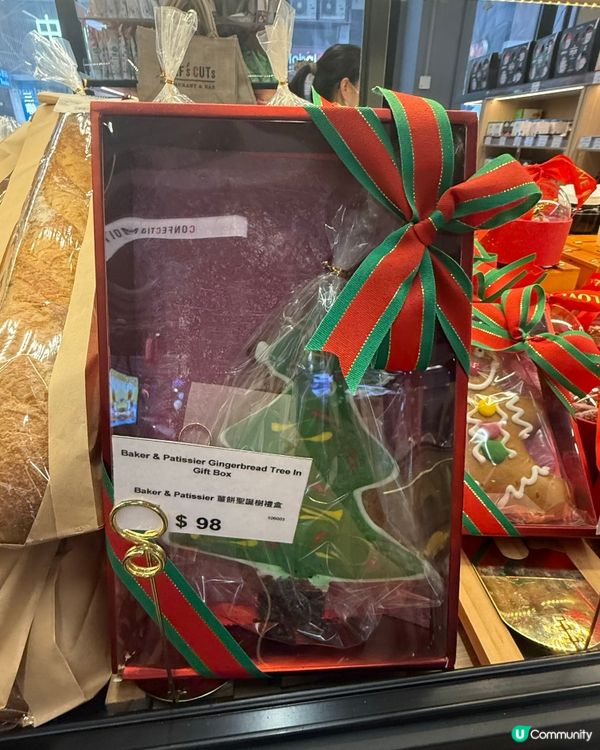 F's CUTs
CONFECTIO
Baker & Patissier Gingerbread Tree In
Gift Box
Baker & Patissier 薑餅聖誕樹禮盒
$ 98
U Community